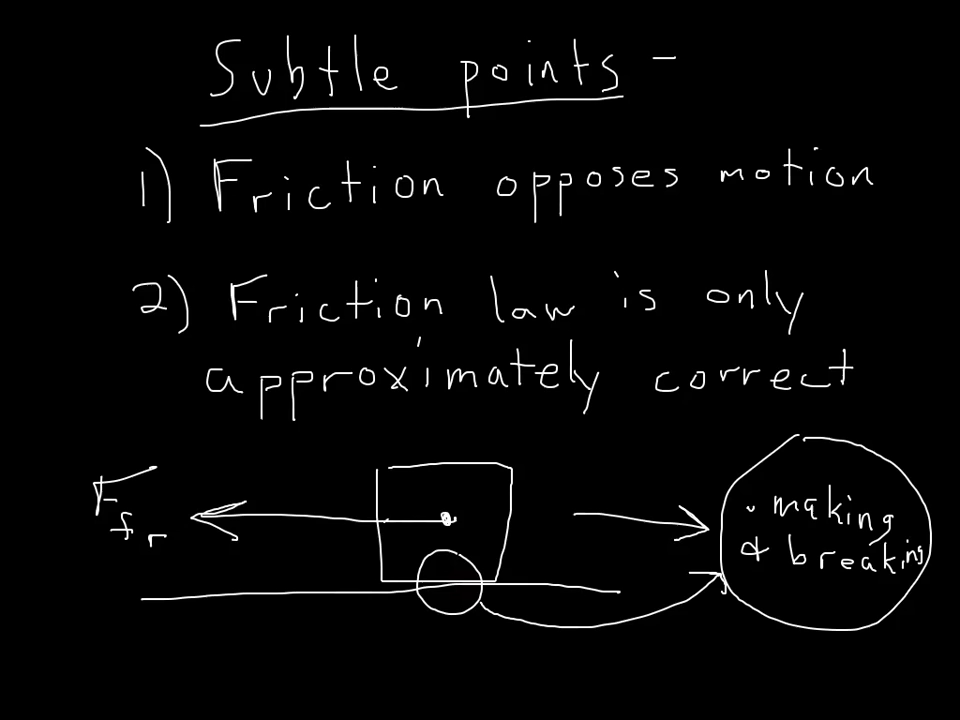 Subtle points -
1) Friction opposes motion
2) Friction law is only
approximately correct
F fr
• making
& breaking